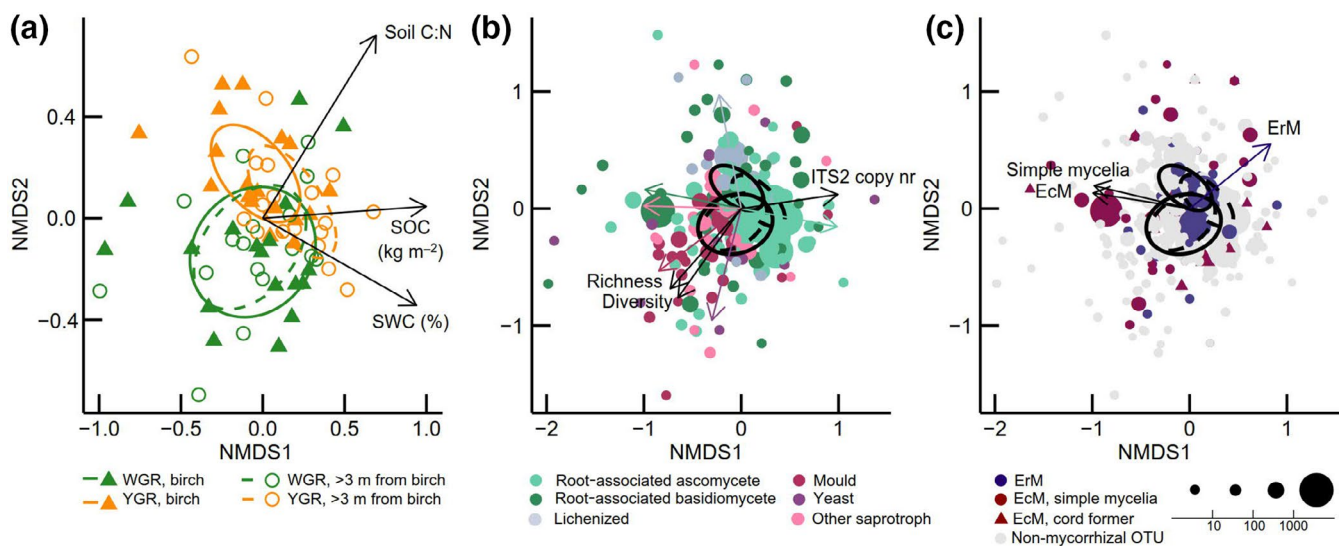 (a)
Soil C:N
SOC
(kg m⁻²)
SWC (%)
NMDS2
0.4
0.0
−0.4
−1.0
−0.5
0.0
0.5
1.0
NMDS1
WGR, birch
WGR, >3 m from birch
YGR, birch
YGR, >3 m from birch
(b)
ITS2 copy nr
Richness
Diversity
NMDS2
1
0
−1
−2
−1
0
1
2
NMDS1
Root-associated ascomycete
Mould
Root-associated basidiomycete
Yeast
Lichenized
Other saprotroph
(c)
ErM
Simple mycelia
EcM
NMDS2
1
0
−1
−2
−1
0
1
2
NMDS1
ErM
EcM, simple mycelia
EcM, cord former
Non-mycorrhizal OTU
10
100
1000